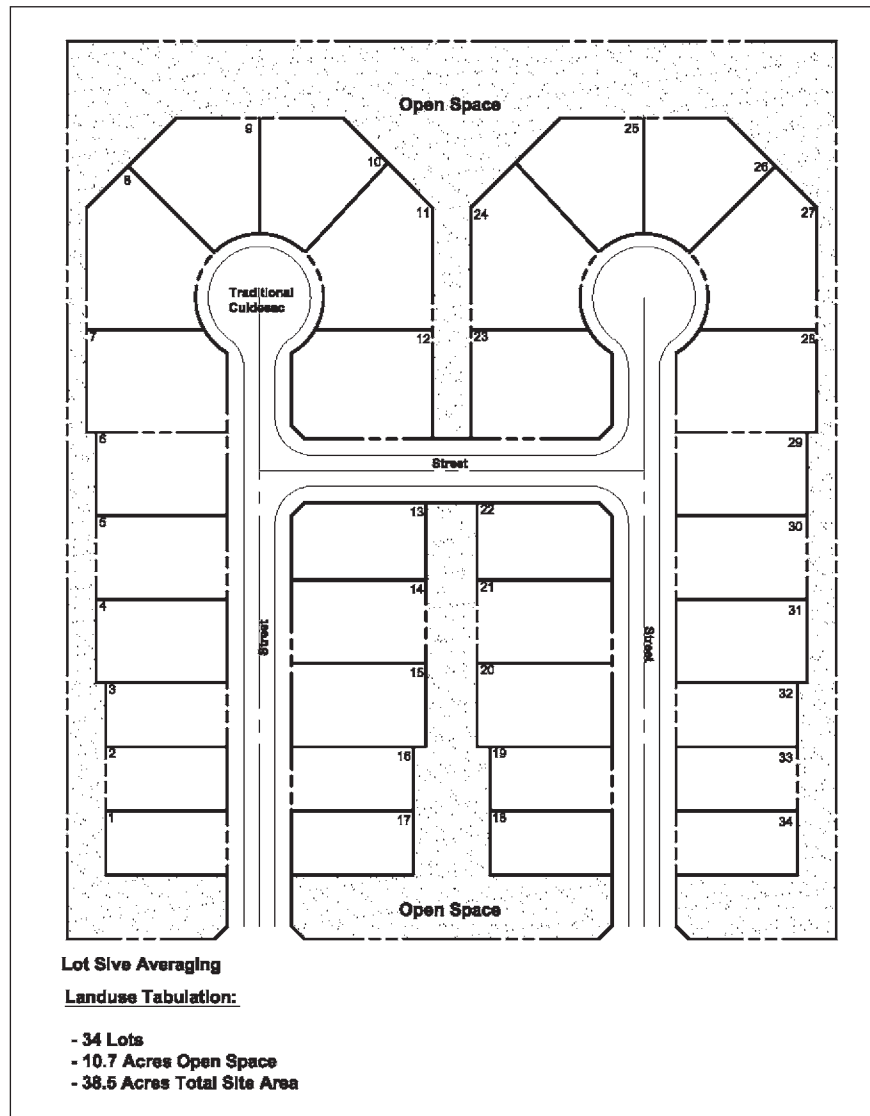 Open Space
9
25
8
10
26
11
24
27
Traditional
Culdesac
7
12
23
28
6
29
Street
13
22
5
30
14
21
4
31
Street
Street
15
20
3
32
2
16
19
33
1
17
18
34
Open Space
Lot Sive Averaging
Landuse Tabulation:
- 34 Lots
- 10.7 Acres Open Space
- 38.5 Acres Total Site Area